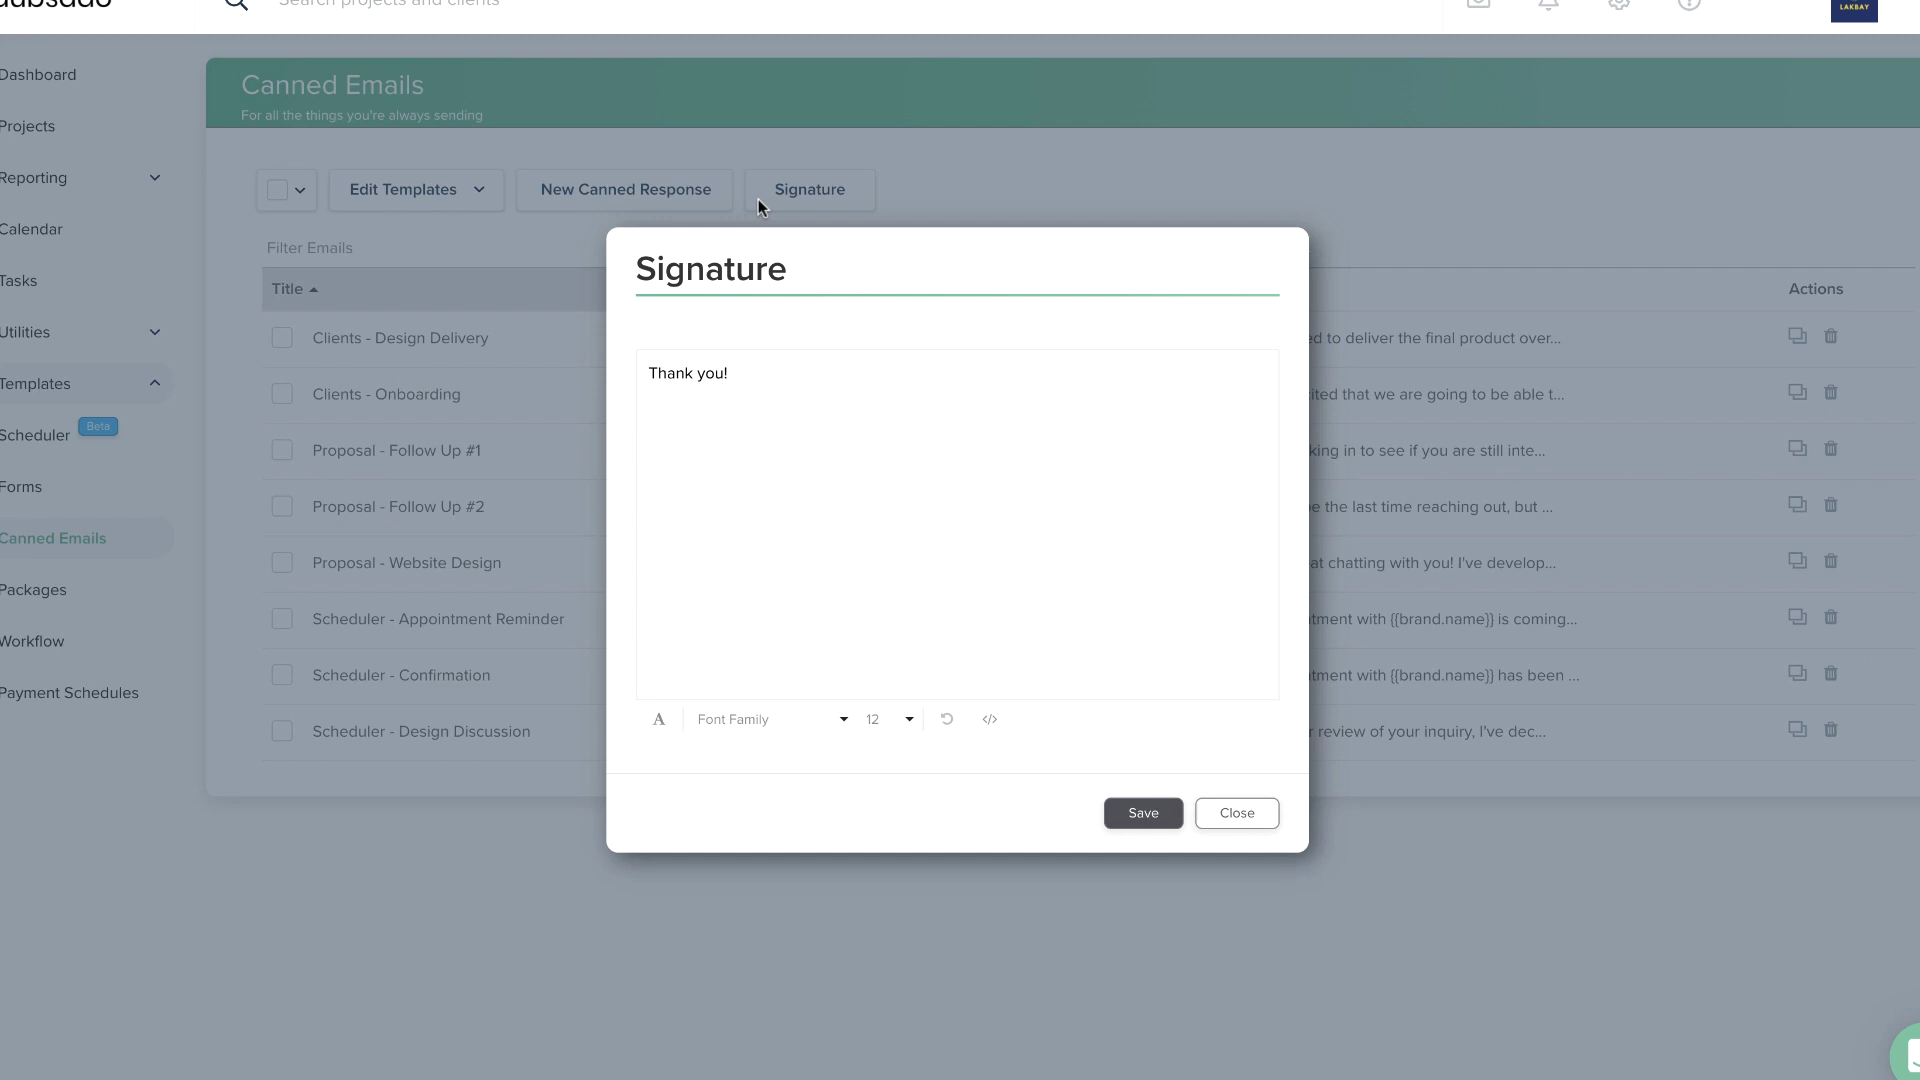 Search projects and clients
LAKBAY
Dashboard
Projects
Reporting
Calendar
Tasks
Utilities
Templates
Scheduler Beta
Forms
Canned Emails
Packages
Workflow
Payment Schedules
Canned Emails
For all the things you're always sending
Edit Templates
New Canned Response
Signature
Filter Emails
Title
Actions
Clients - Design Delivery
ed to deliver the final product over...
Clients - Onboarding
cited that we are going to be able t...
Proposal - Follow Up #1
king in to see if you are still inte...
Proposal - Follow Up #2
e the last time reaching out, but ...
Proposal - Website Design
at chatting with you! I've develop...
Scheduler - Appointment Reminder
tment with {{brand.name}} is coming...
Scheduler - Confirmation
tment with {{brand.name}} has been ...
Scheduler - Design Discussion
r review of your inquiry, I've dec...
Signature
Thank you!
A
Font Family
12
</>
Save
Close